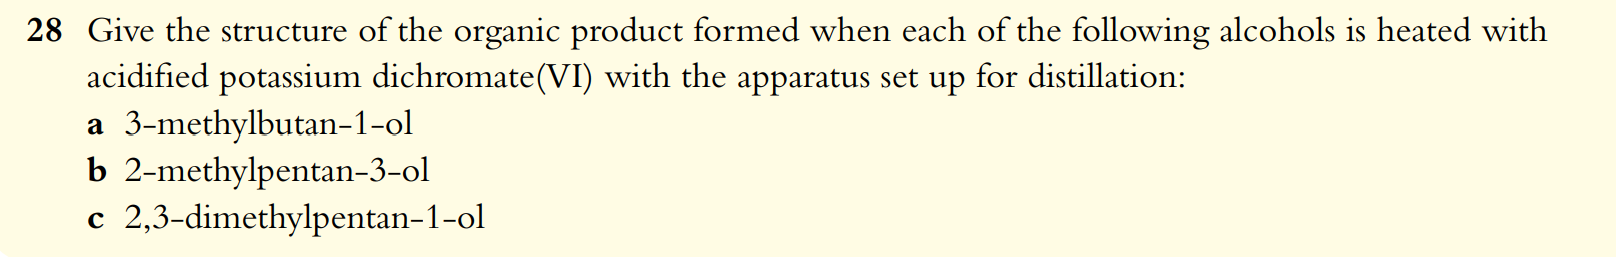 28 Give the structure of the organic product formed when each of the following alcohols is heated with
acidified potassium dichromate(VI) with the apparatus set up for distillation:
a 3-methylbutan-1-ol
b 2-methylpentan-3-ol
c 2,3-dimethylpentan-1-ol